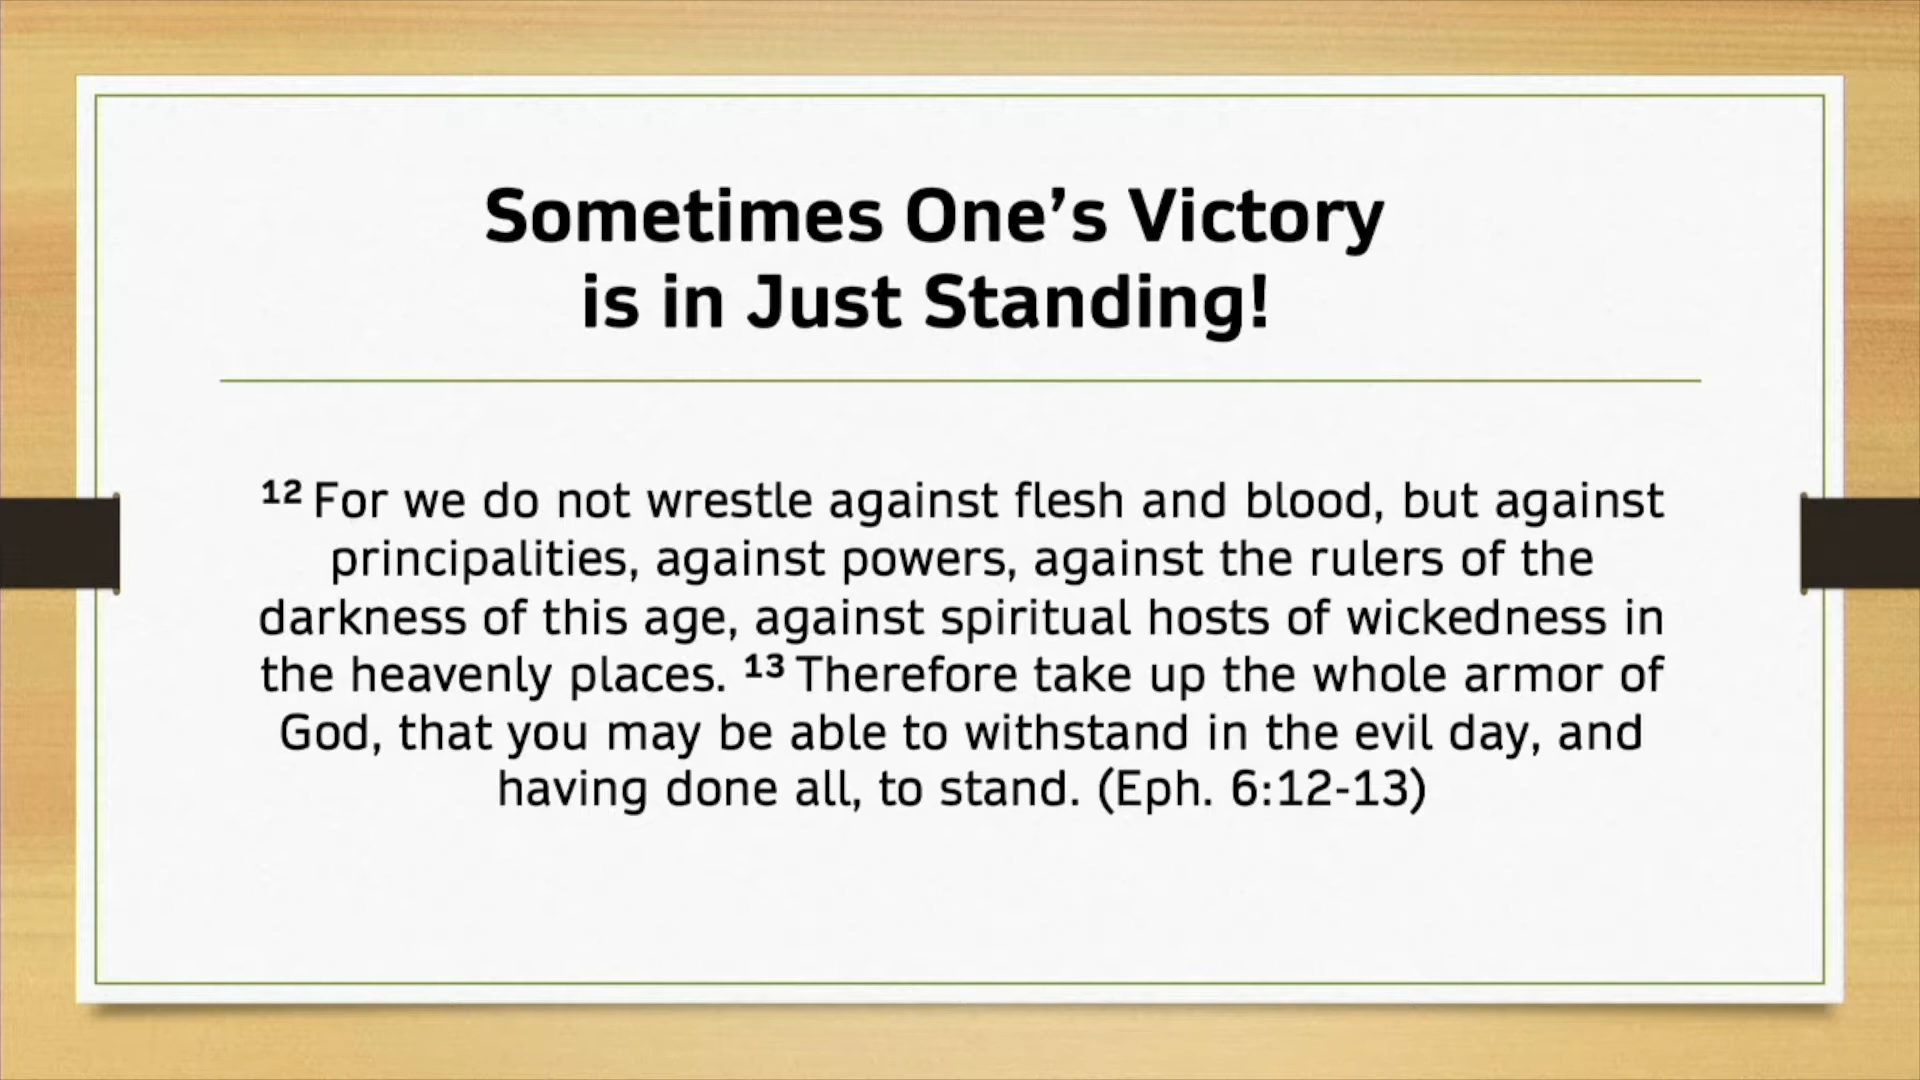 Sometimes One’s Victory
is in Just Standing!
¹² For we do not wrestle against flesh and blood, but against
principalities, against powers, against the rulers of the
darkness of this age, against spiritual hosts of wickedness in
the heavenly places. ¹³ Therefore take up the whole armor of
God, that you may be able to withstand in the evil day, and
having done all, to stand. (Eph. 6:12-13)